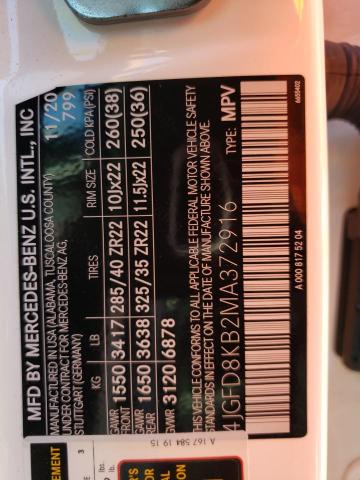 MFD BY MERCEDES-BENZ U.S. INTL., INC
MANUFACTURED IN USA (ALABAMA, TUSCALOOSA COUNTY)
UNDER CONTRACT FOR MERCEDES-BENZ AG,
STUTTGART (GERMANY)
11/20
799
KG LB TIRES RIM SIZE COLD KPA(PSI)
GAWR FRONT 1550 3417 285/40 ZR22 10Jx22 260(38)
GAWR REAR 1650 3638 325/35 ZR22 11.5Jx22 250(36)
GVWR 3120 6878
THIS VEHICLE CONFORMS TO ALL APPLICABLE FEDERAL MOTOR VEHICLE SAFETY
STANDARDS IN EFFECT ON THE DATE OF MANUFACTURE SHOWN ABOVE.
4JGFD8KB2MA372916 TYPE: MPV
A 000 817 52 04
6655402
A 167 584 19 15
EMENT
3
lbs.